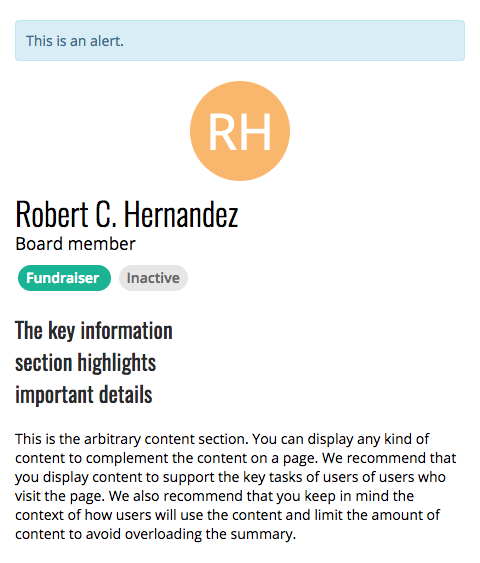 This is an alert.
RH
Robert C. Hernandez
Board member
Fundraiser Inactive
The key information
section highlights
important details
This is the arbitrary content section. You can display any kind of
content to complement the content on a page. We recommend that
you display content to support the key tasks of users of users who
visit the page. We also recommend that you keep in mind the
context of how users will use the content and limit the amount of
content to avoid overloading the summary.